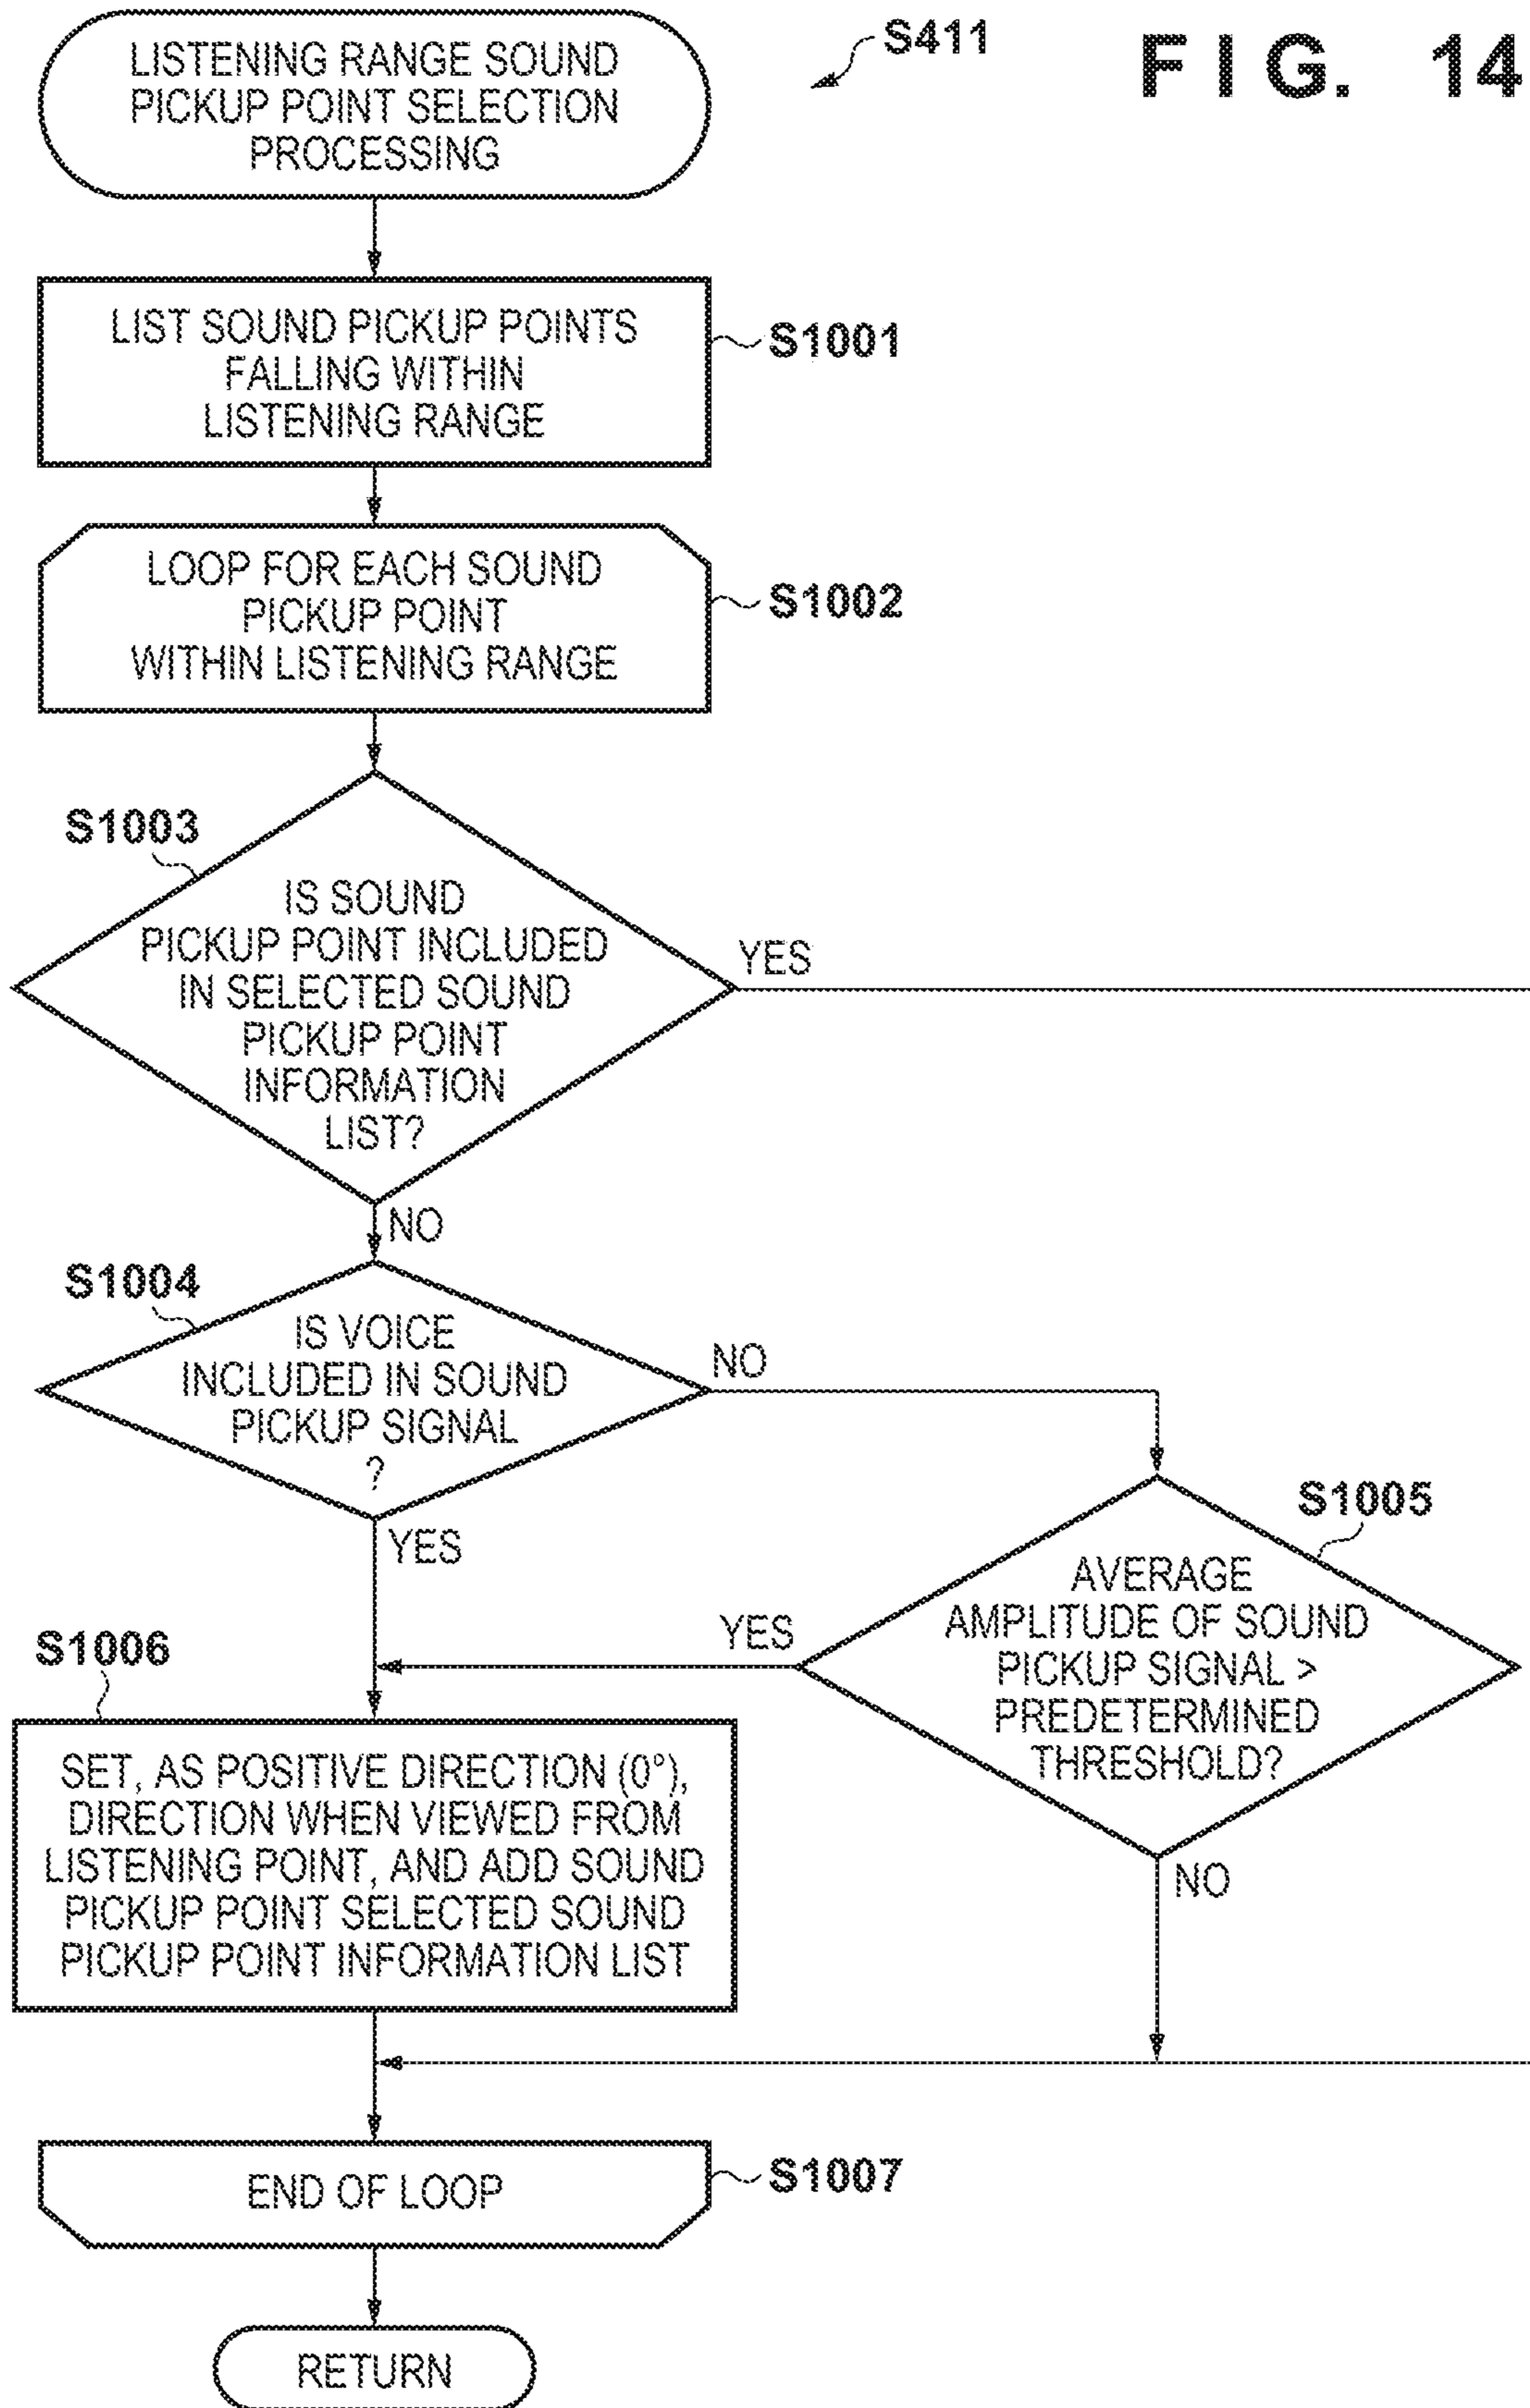 S411
F I G. 14
LISTENING RANGE SOUND
PICKUP POINT SELECTION
PROCESSING
LIST SOUND PICKUP POINTS
FALLING WITHIN
LISTENING RANGE
S1001
LOOP FOR EACH SOUND
PICKUP POINT
WITHIN LISTENING RANGE
S1002
S1003
IS SOUND
PICKUP POINT INCLUDED
IN SELECTED SOUND
PICKUP POINT
INFORMATION
LIST?
YES
NO
S1004
IS VOICE
INCLUDED IN SOUND
PICKUP SIGNAL
?
NO
YES
S1005
AVERAGE
AMPLITUDE OF SOUND
PICKUP SIGNAL >
PREDETERMINED
THRESHOLD?
YES
NO
S1006
SET, AS POSITIVE DIRECTION (0°),
DIRECTION WHEN VIEWED FROM
LISTENING POINT, AND ADD SOUND
PICKUP POINT SELECTED SOUND
PICKUP POINT INFORMATION LIST
END OF LOOP
S1007
RETURN